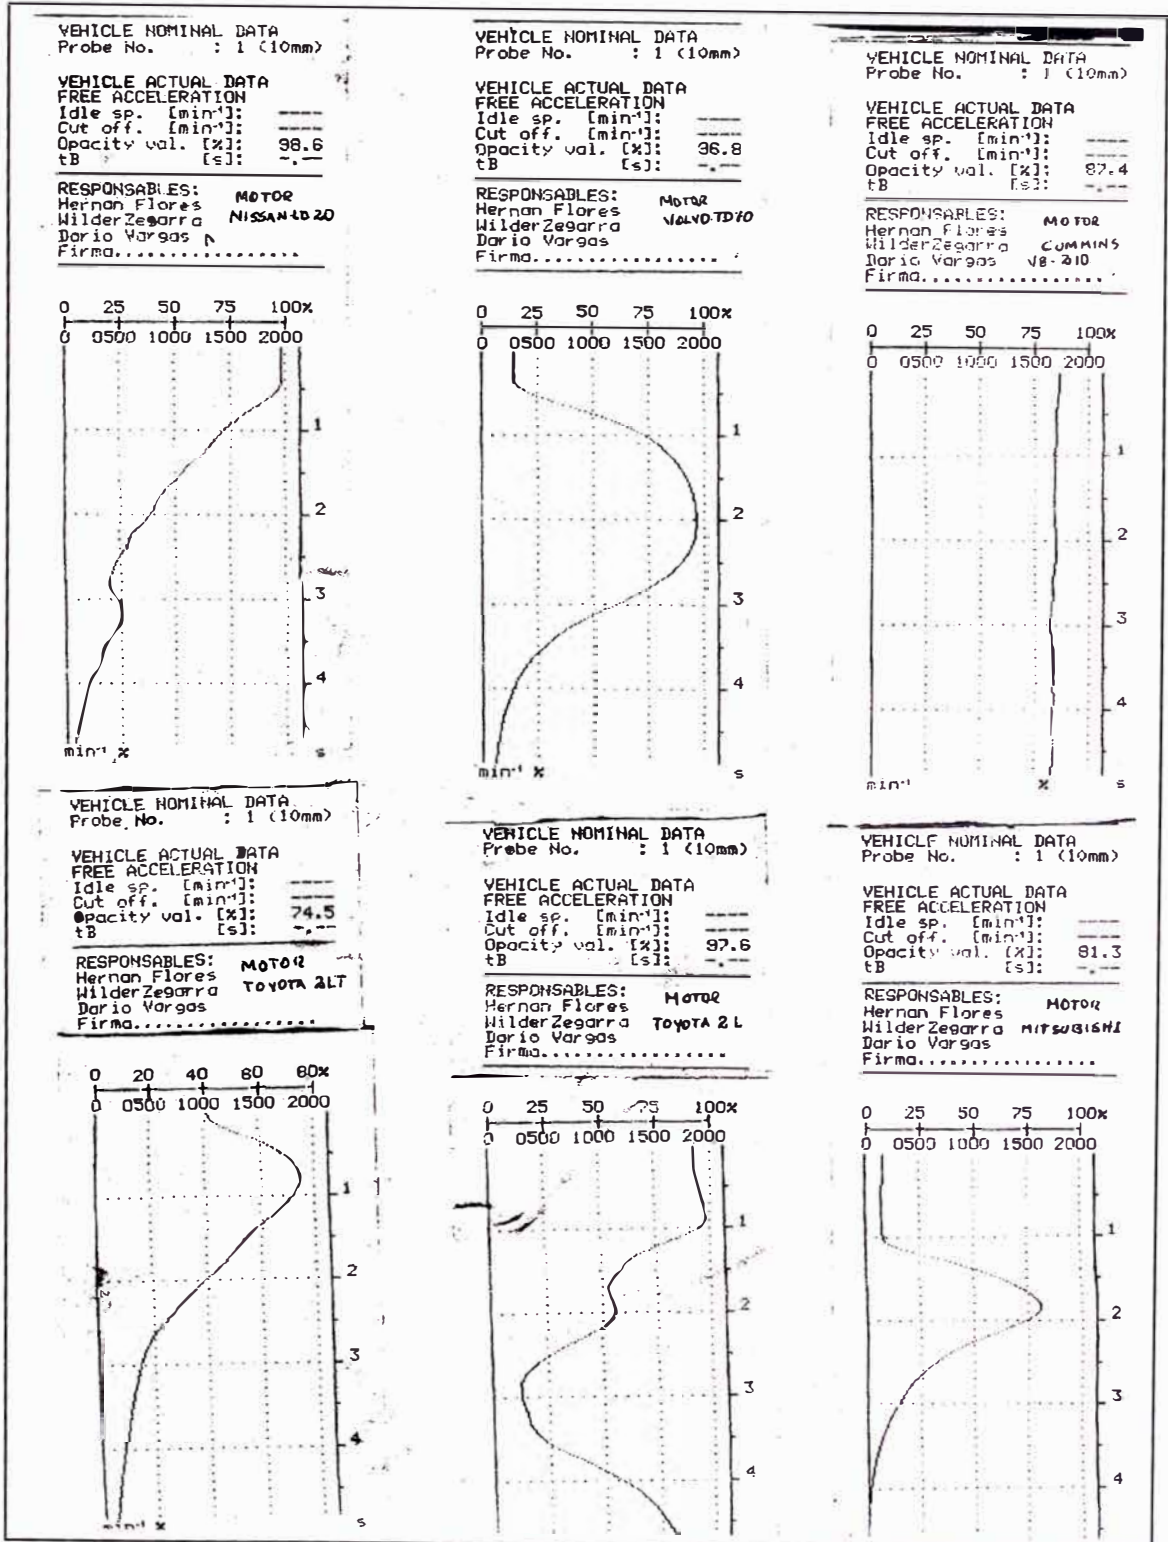 VEHICLE NOMINAL DATA
Probe No. : 1 (10mm)
VEHICLE ACTUAL DATA
FREE ACCELERATION
Idle sp. [min-¹]: ----
Cut off. [min-¹]: ----
Opacity val. [%]: 98.6
tB [s]: -.--
RESPONSABLES: MOTOR
Hernan Flores
WilderZegarra NISSAN LD 20
Dario Vargas
Firma..................
0 25 50 75 100%
0 0500 1000 1500 2000
1
2
3
4
min-¹ % s
VEHICLE NOMINAL DATA
Probe No. : 1 (10mm)
VEHICLE ACTUAL DATA
FREE ACCELERATION
Idle sp. [min-¹]: ----
Cut off. [min-¹]: ----
Opacity val. [%]: 96.8
tB [s]: -.--
RESPONSABLES: MOTOR
Hernan Flores
WilderZegarra VOLVO TD10
Dario Vargas
Firma..................
0 25 50 75 100%
0 0500 1000 1500 2000
1
2
3
4
min-¹ % s
VEHICLE NOMINAL DATA
Probe No. : 1 (10mm)
VEHICLE ACTUAL DATA
FREE ACCELERATION
Idle sp. [min-¹]: ----
Cut off. [min-¹]: ----
Opacity val. [%]: 87.4
tB [s]: -.--
RESPONSABLES: MOTOR
Hernan Flores
WilderZegarra CUMMINS
Dario Vargas V8-210
Firma..................
0 25 50 75 100%
0 0500 1000 1500 2000
1
2
3
4
min-¹ % s
VEHICLE NOMINAL DATA
Probe No. : 1 (10mm)
VEHICLE ACTUAL DATA
FREE ACCELERATION
Idle sp. [min-¹]: ----
Cut off. [min-¹]: ----
Opacity val. [%]: 74.5
tB [s]: -.--
RESPONSABLES: MOTOR
Hernan Flores
WilderZegarra TOYOTA 2LT
Dario Vargas
Firma..................
0 20 40 60 80%
0 0500 1000 1500 2000
1
2
3
4
min-¹ % s
VEHICLE NOMINAL DATA
Probe No. : 1 (10mm)
VEHICLE ACTUAL DATA
FREE ACCELERATION
Idle sp. [min-¹]: ----
Cut off. [min-¹]: ----
Opacity val. [%]: 97.6
tB [s]: -.--
RESPONSABLES: MOTOR
Hernan Flores
WilderZegarra TOYOTA 2L
Dario Vargas
Firma..................
0 25 50 75 100%
0 0500 1000 1500 2000
1
2
3
4
VEHICLE NOMINAL DATA
Probe No. : 1 (10mm)
VEHICLE ACTUAL DATA
FREE ACCELERATION
Idle sp. [min-¹]: ----
Cut off. [min-¹]: ----
Opacity val. [%]: 81.3
tB [s]: -.--
RESPONSABLES: MOTOR
Hernan Flores
WilderZegarra MITSUBISHI
Dario Vargas
Firma..................
0 25 50 75 100%
0 0500 1000 1500 2000
1
2
3
4